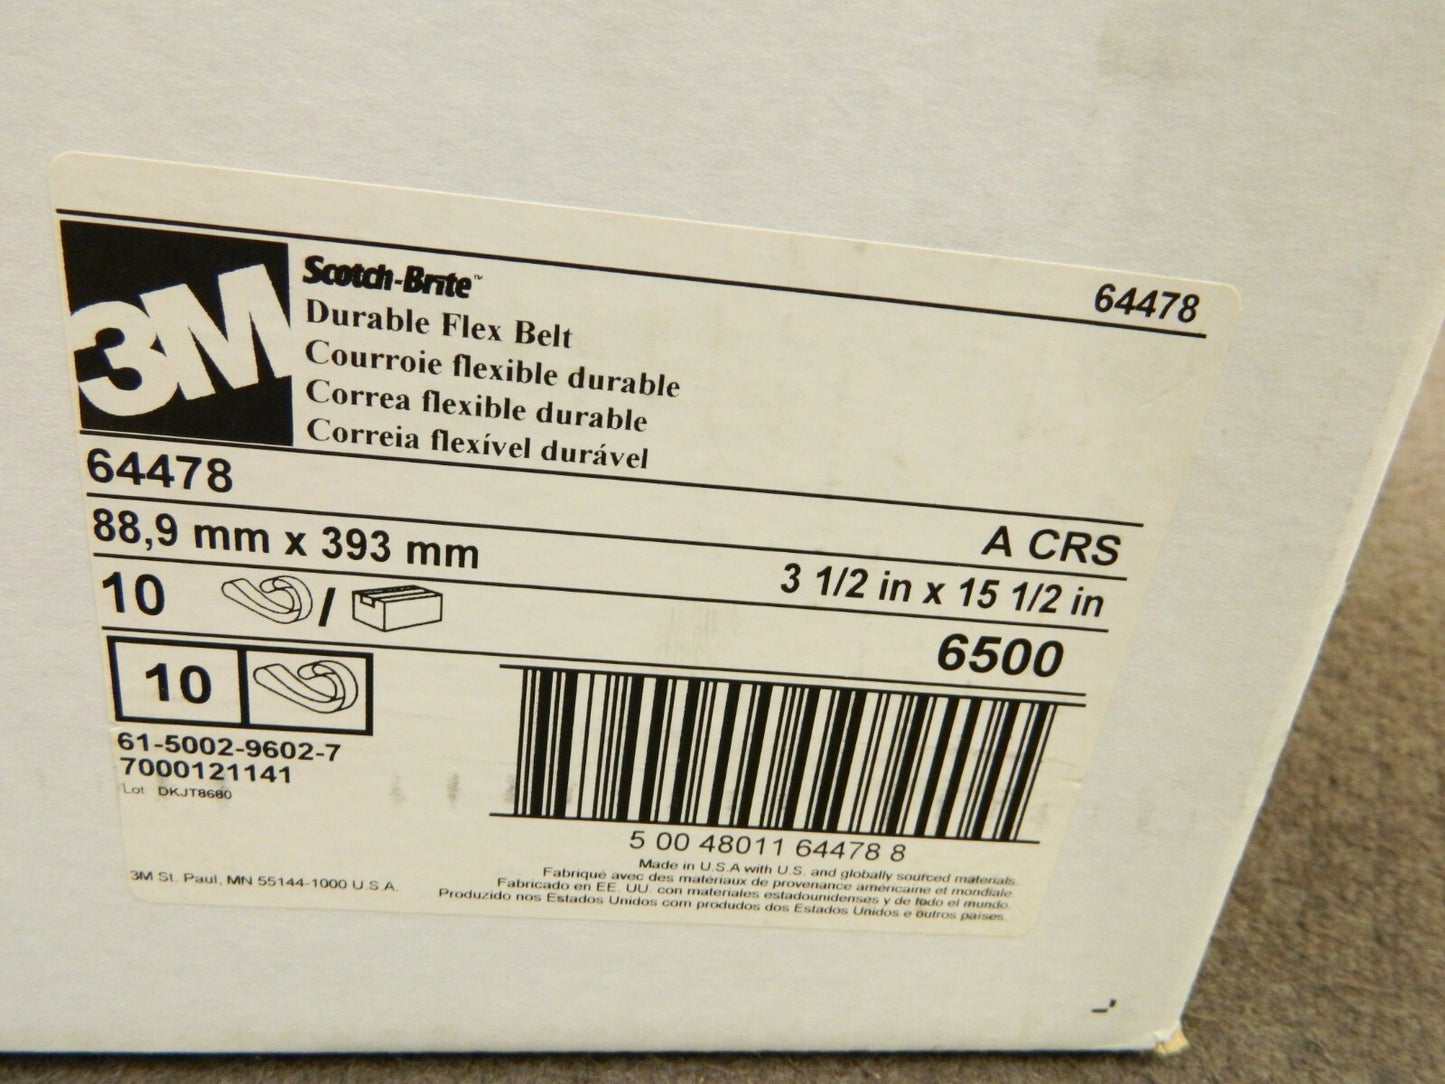 64478
3M
Scotch-Brite™
Durable Flex Belt
Courroie flexible durable
Correa flexible durable
Correia flexível durável
64478
A CRS
88,9 mm x 393 mm
3 1/2 in x 15 1/2 in
10 /
6500
10
61-5002-9602-7
7000121141
Lot DKJT8680
5 00 48011 64478 8
Made in U.S.A with U.S. and globally sourced materials.
Fabriqué avec des matériaux de provenance américaine et mondiale.
Fabricado en EE. UU. con materiales estadounidenses y de todo el mundo.
Produzido nos Estados Unidos com produdos dos Estados Unidos e outros países.
3M St. Paul, MN 55144-1000 U.S.A.